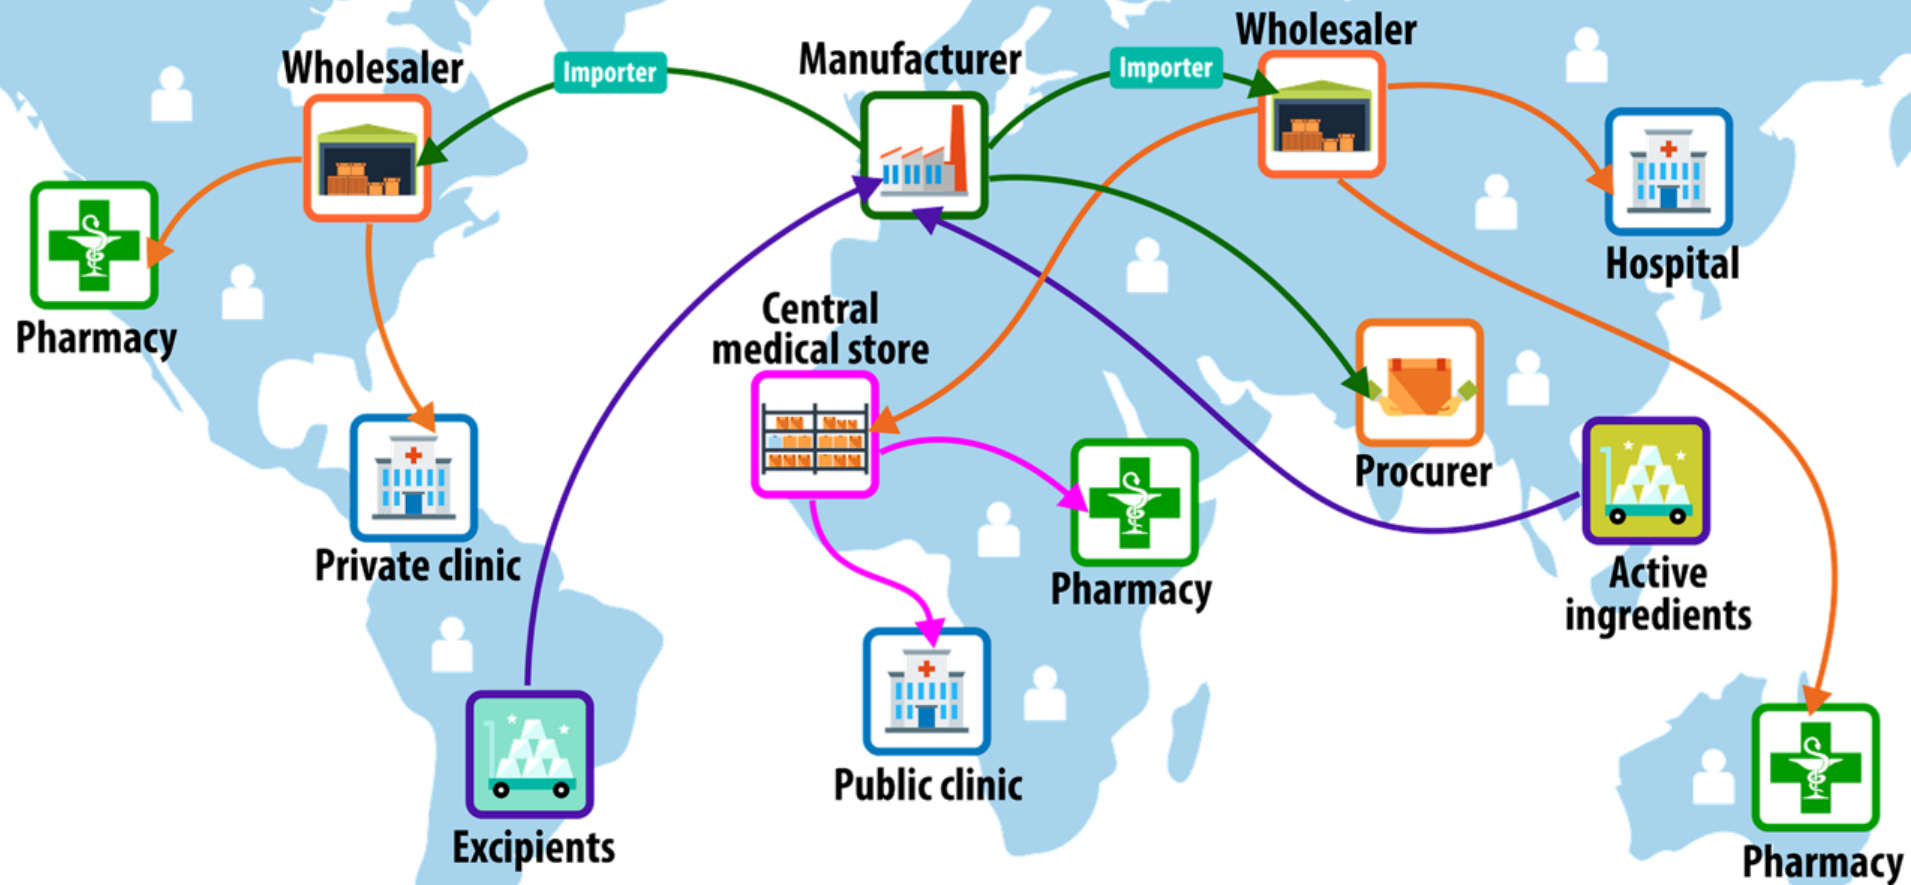 Wholesaler
Importer
Manufacturer
Importer
Wholesaler
Pharmacy
Hospital
Central
medical store
Procurer
Private clinic
Pharmacy
Active
ingredients
Public clinic
Excipients
Pharmacy